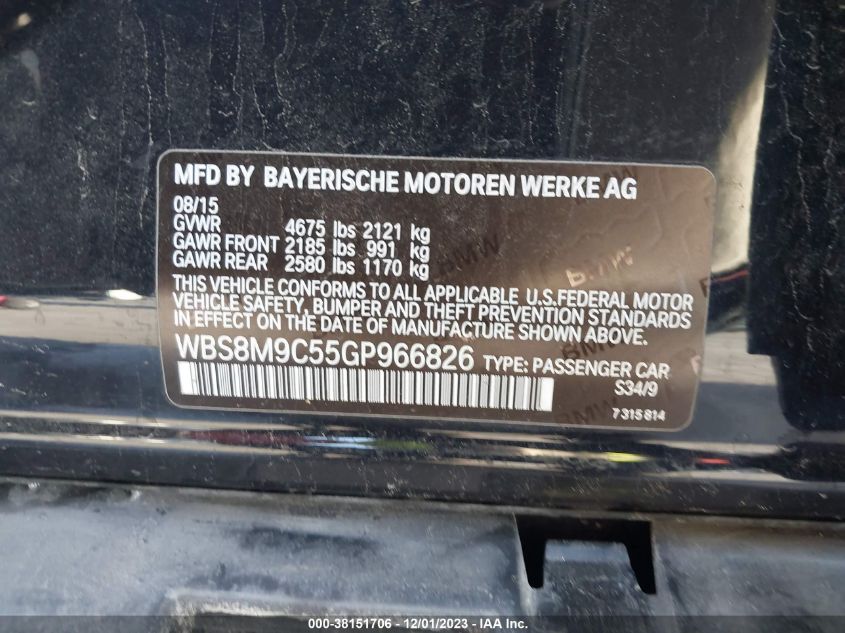 MFD BY BAYERISCHE MOTOREN WERKE AG
08/15
GVWR 4675 lbs 2121 kg
GAWR FRONT 2185 lbs 991 kg
GAWR REAR 2580 lbs 1170 kg
THIS VEHICLE CONFORMS TO ALL APPLICABLE U.S.FEDERAL MOTOR
VEHICLE SAFETY, BUMPER AND THEFT PREVENTION STANDARDS
IN EFFECT ON THE DATE OF MANUFACTURE SHOWN ABOVE.
WBS8M9C55GP966826 TYPE: PASSENGER CAR
S34/9
7315814
000-38151706 - 12/01/2023 - IAA Inc.